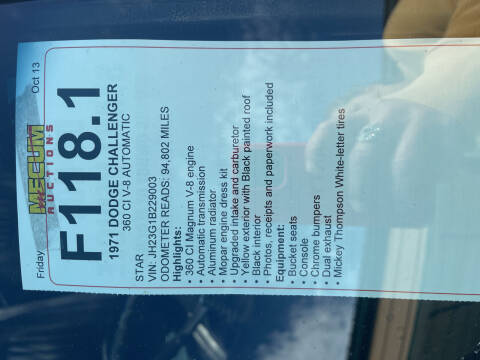 Friday
Oct 13
MECUM
AUCTIONS
F118.1
1971 DODGE CHALLENGER
360 CI V-8 AUTOMATIC
STAR
VIN: JH23G1B229003
ODOMETER READS: 94,802 MILES
Highlights:
• 360 CI Magnum V-8 engine
• Automatic transmission
• Aluminum radiator
• Mopar engine dress kit
• Upgraded intake and carburetor
• Yellow exterior with Black painted roof
• Black interior
• Photos, receipts and paperwork included
Equipment:
• Bucket seats
• Console
• Chrome bumpers
• Dual exhaust
• Mickey Thompson White-letter tires